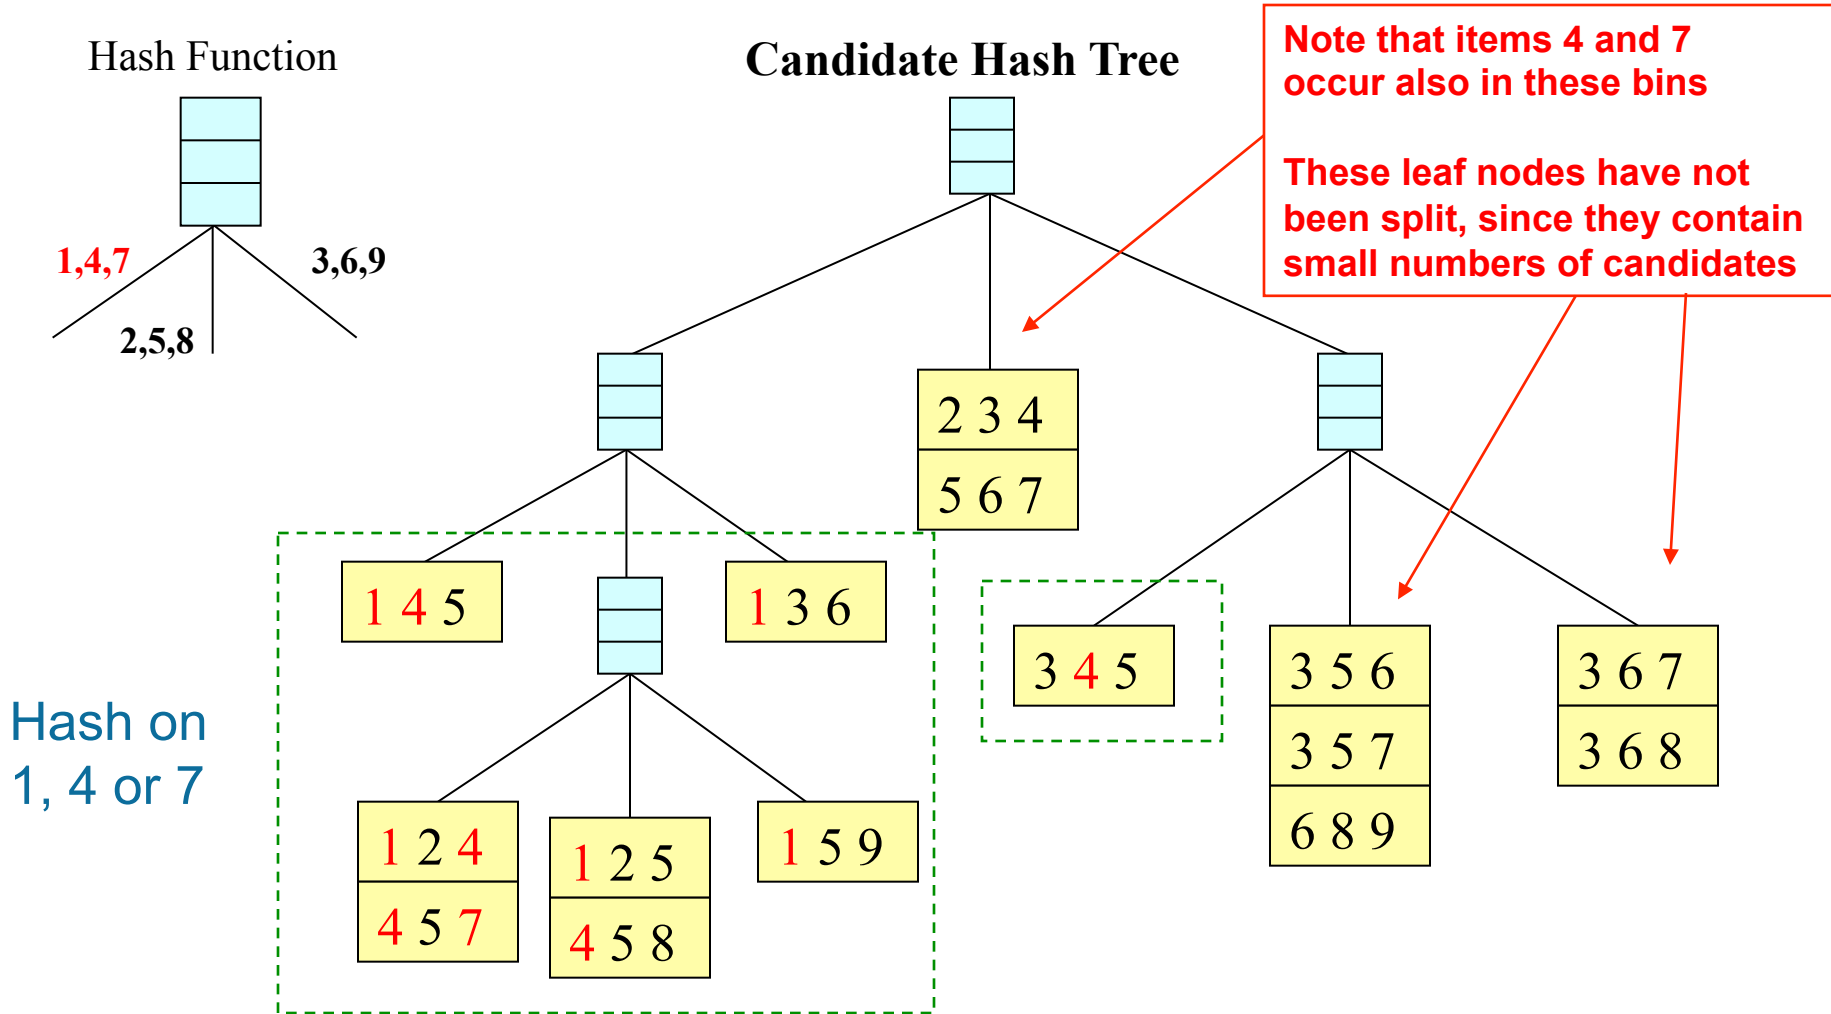 Hash Function
Candidate Hash Tree
Note that items 4 and 7
occur also in these bins
These leaf nodes have not
been split, since they contain
small numbers of candidates
1,4,7
3,6,9
2,5,8
2 3 4
5 6 7
1 4 5
1 3 6
3 4 5
3 5 6
3 6 7
3 5 7
3 6 8
6 8 9
Hash on
1, 4 or 7
1 2 4
1 2 5
1 5 9
4 5 7
4 5 8